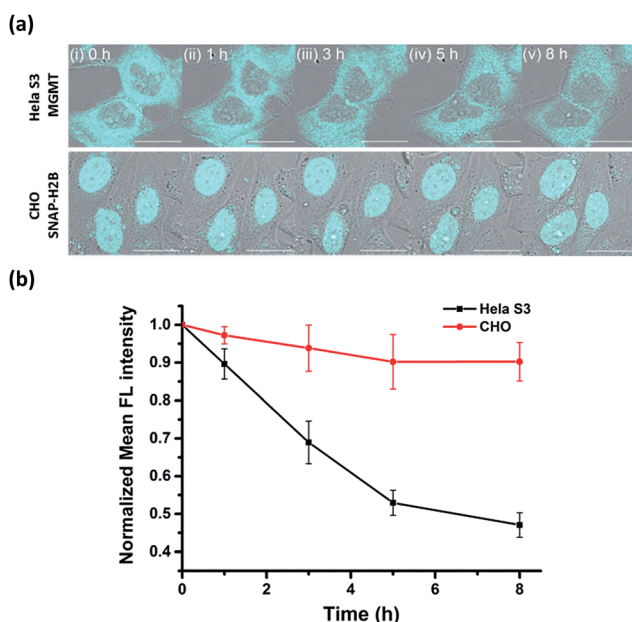 (a)
Hela S3
MGMT
(i) 0 h
(ii) 1 h
(iii) 3 h
(iv) 5 h
(v) 8 h
CHO
SNAP-H2B
(b)
Hela S3
CHO
Normalized Mean FL intensity
1.0
0.9
0.8
0.7
0.6
0.5
0.4
0
2
4
6
8
Time (h)